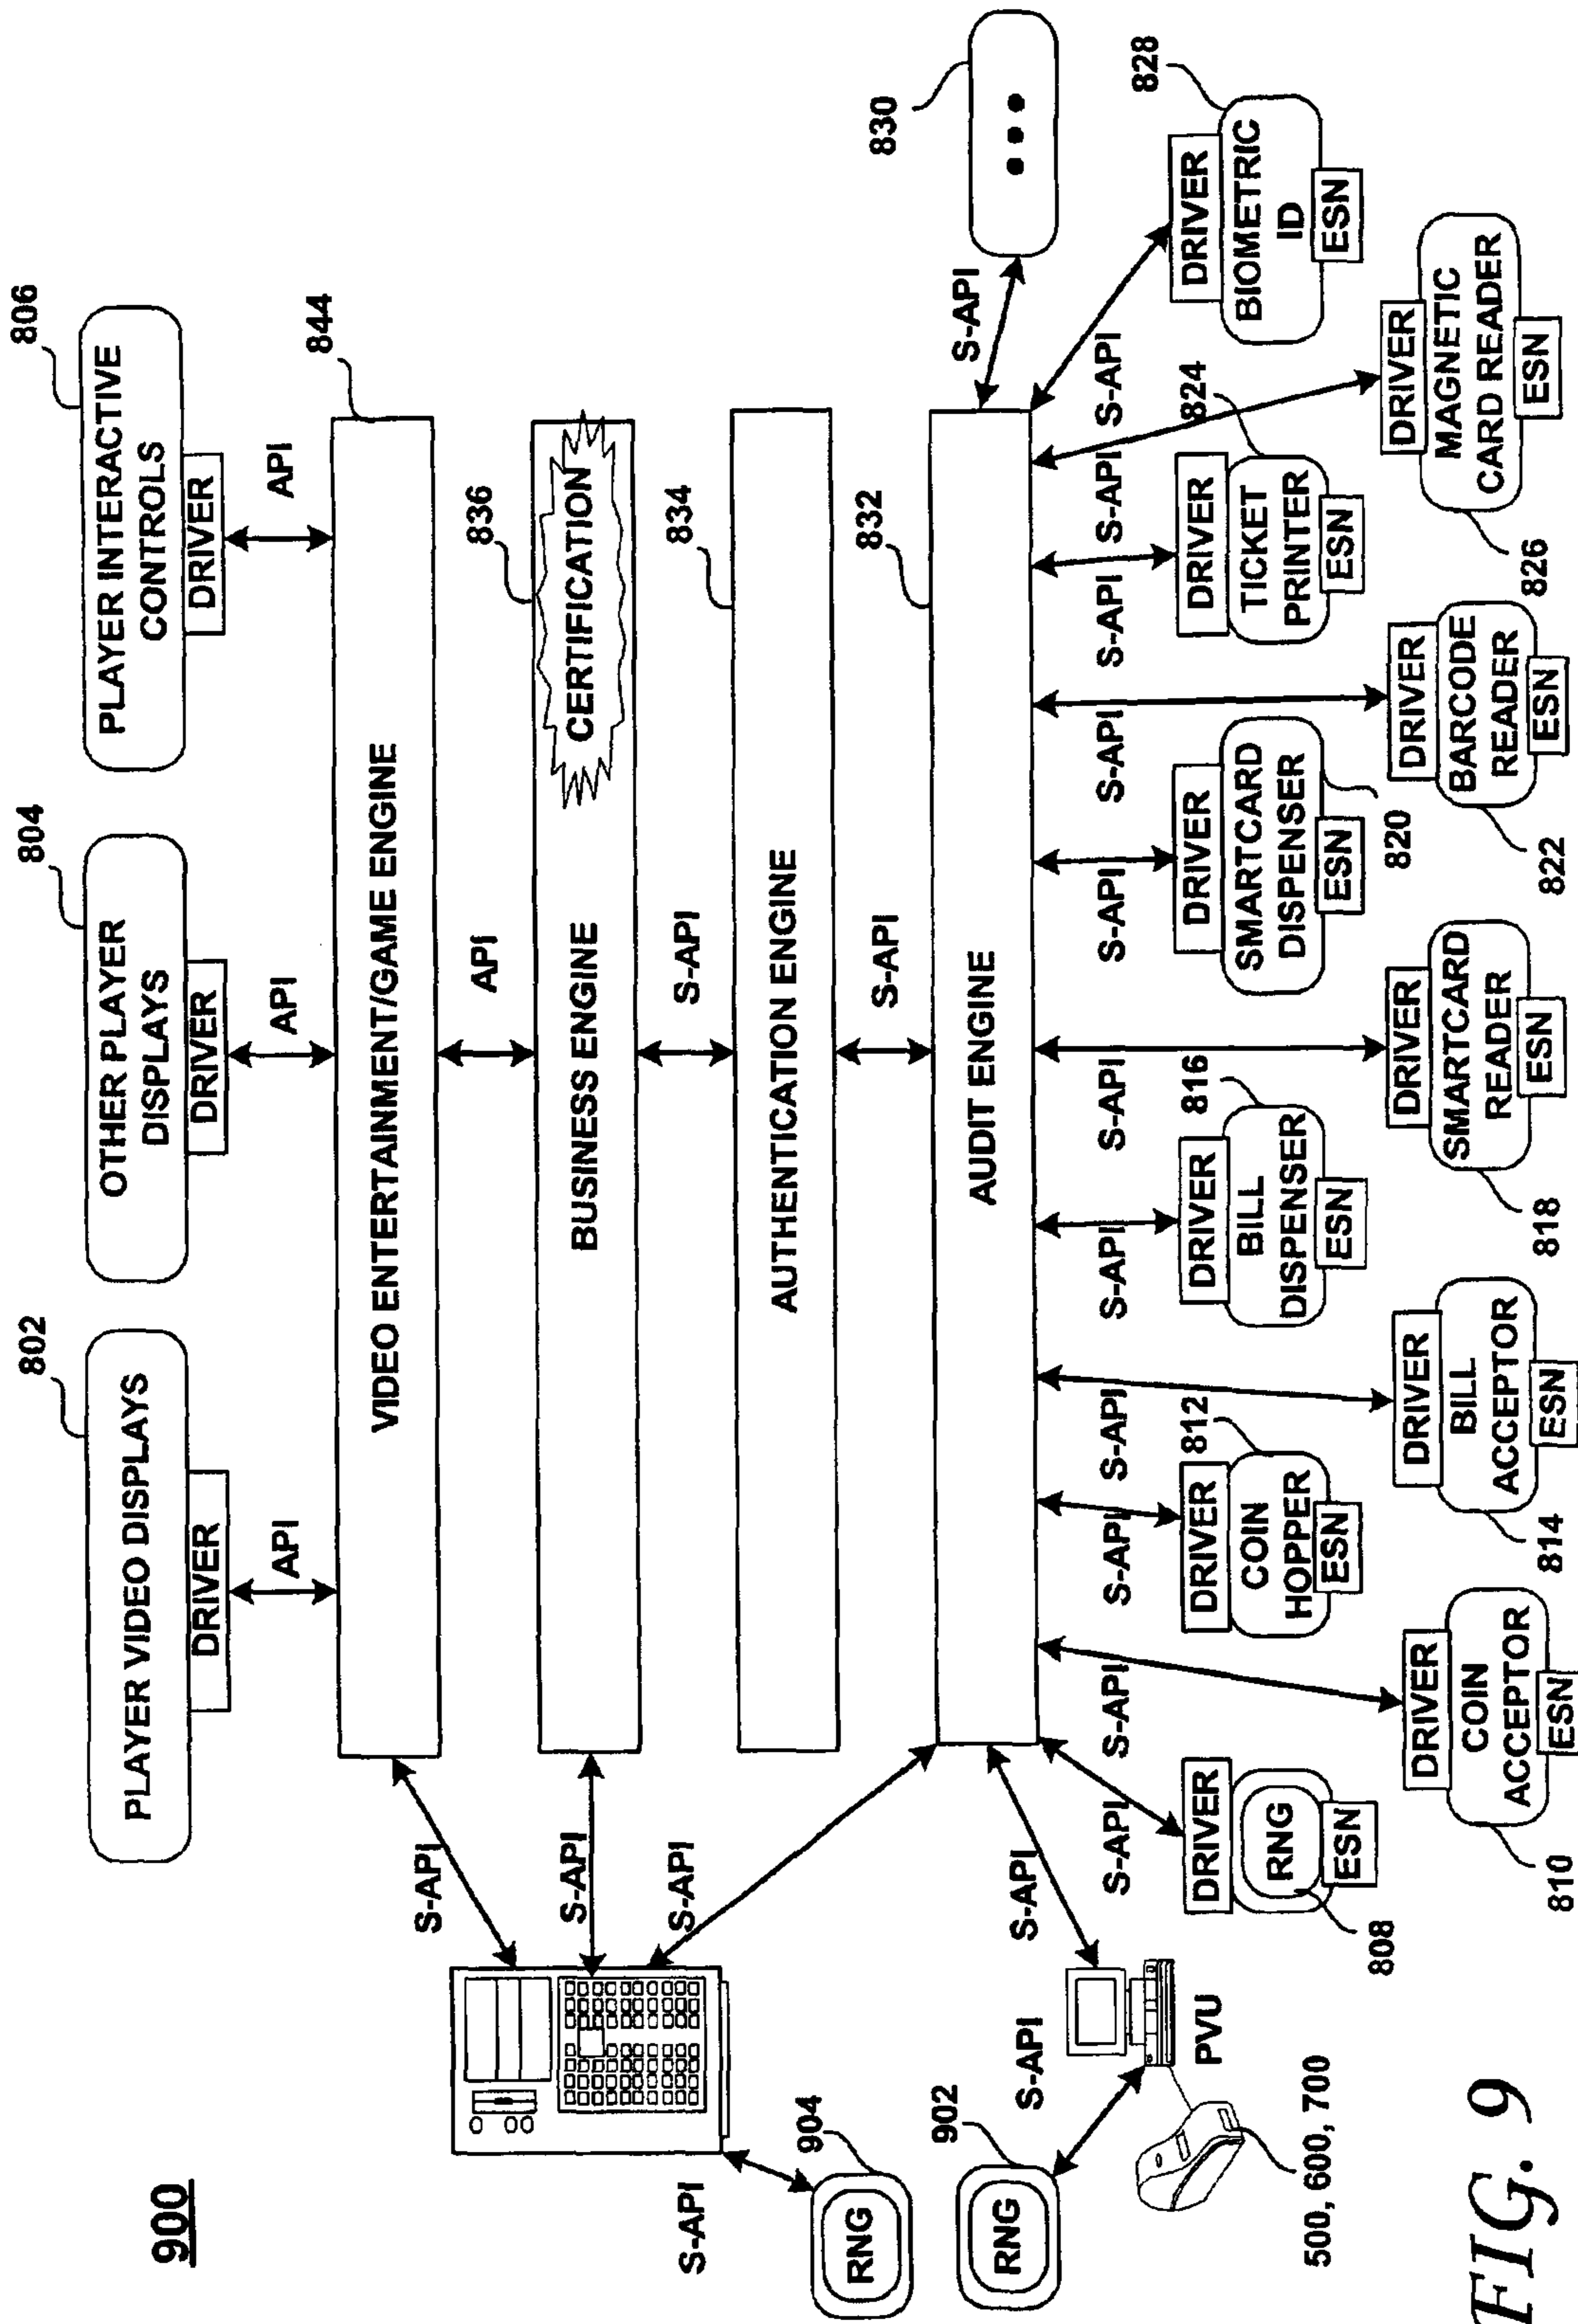 900
802
804
806
PLAYER VIDEO DISPLAYS
DRIVER
OTHER PLAYER
DISPLAYS
DRIVER
PLAYER INTERACTIVE
CONTROLS
DRIVER
API
API
API
844
VIDEO ENTERTAINMENT/GAME ENGINE
S-API
API
836
BUSINESS ENGINE
CERTIFICATION
S-API
S-API
834
AUTHENTICATION ENGINE
S-API
S-API
832
AUDIT ENGINE
S-API
830
S-API
RNG
904
RNG
902
S-API
S-API
PVU
500, 600, 700
S-API
S-API
S-API
S-API
S-API
S-API
S-API
S-API
S-API
S-API
S-API
DRIVER
RNG
ESN
808
DRIVER
COIN
ACCEPTOR
ESN
810
812
DRIVER
COIN
HOPPER
ESN
DRIVER
BILL
ACCEPTOR
ESN
814
816
DRIVER
BILL
DISPENSER
ESN
DRIVER
SMARTCARD
READER
ESN
818
DRIVER
SMARTCARD
DISPENSER
ESN
820
DRIVER
BARCODE
READER
ESN
822
824
DRIVER
TICKET
PRINTER
ESN
DRIVER
MAGNETIC
CARD READER
ESN
826
828
DRIVER
BIOMETRIC
ID
ESN
FIG. 9